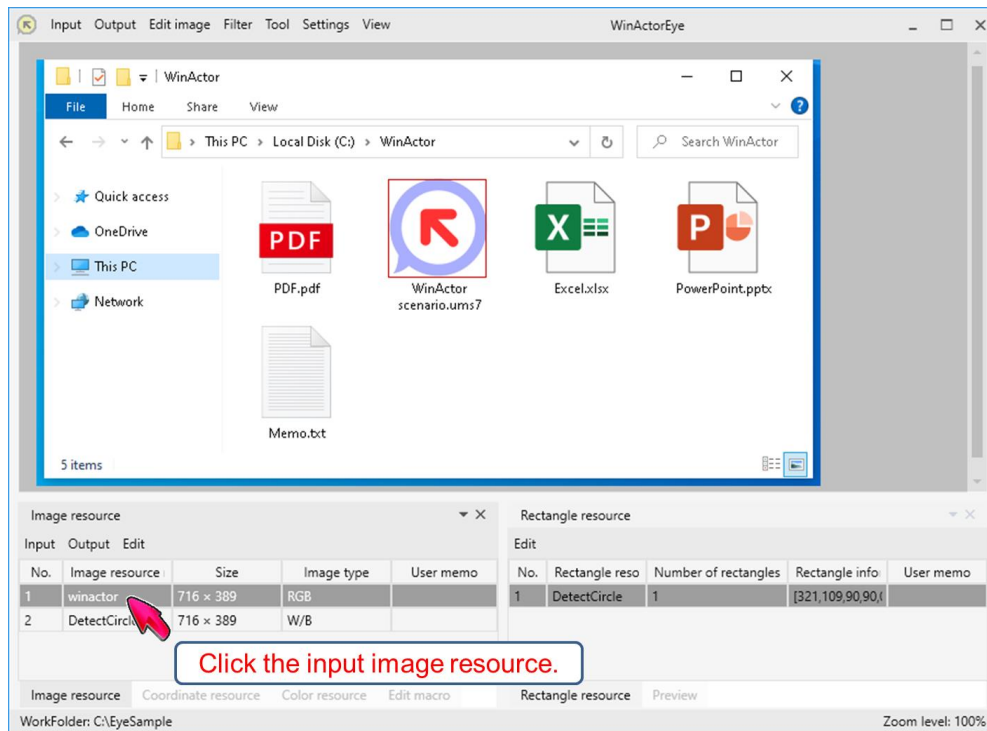 Input Output Edit image Filter Tool Settings View WinActorEye
WinActor
File Home Share View
This PC > Local Disk (C:) > WinActor Search WinActor
Quick access
OneDrive
This PC
Network
PDF
PDF.pdf
WinActor
scenario.ums7
X
Excel.xlsx
P
PowerPoint.pptx
Memo.txt
5 items
Image resource
Input Output Edit
No. Image resource Size Image type User memo
1 winactor 716 × 389 RGB
2 DetectCircle 716 × 389 W/B
Rectangle resource
Edit
No. Rectangle reso Number of rectangles Rectangle info User memo
1 DetectCircle 1 [321,109,90,90,(
Click the input image resource.
Image resource Coordinate resource Color resource Edit macro
Rectangle resource Preview
WorkFolder: C:\EyeSample Zoom level: 100%